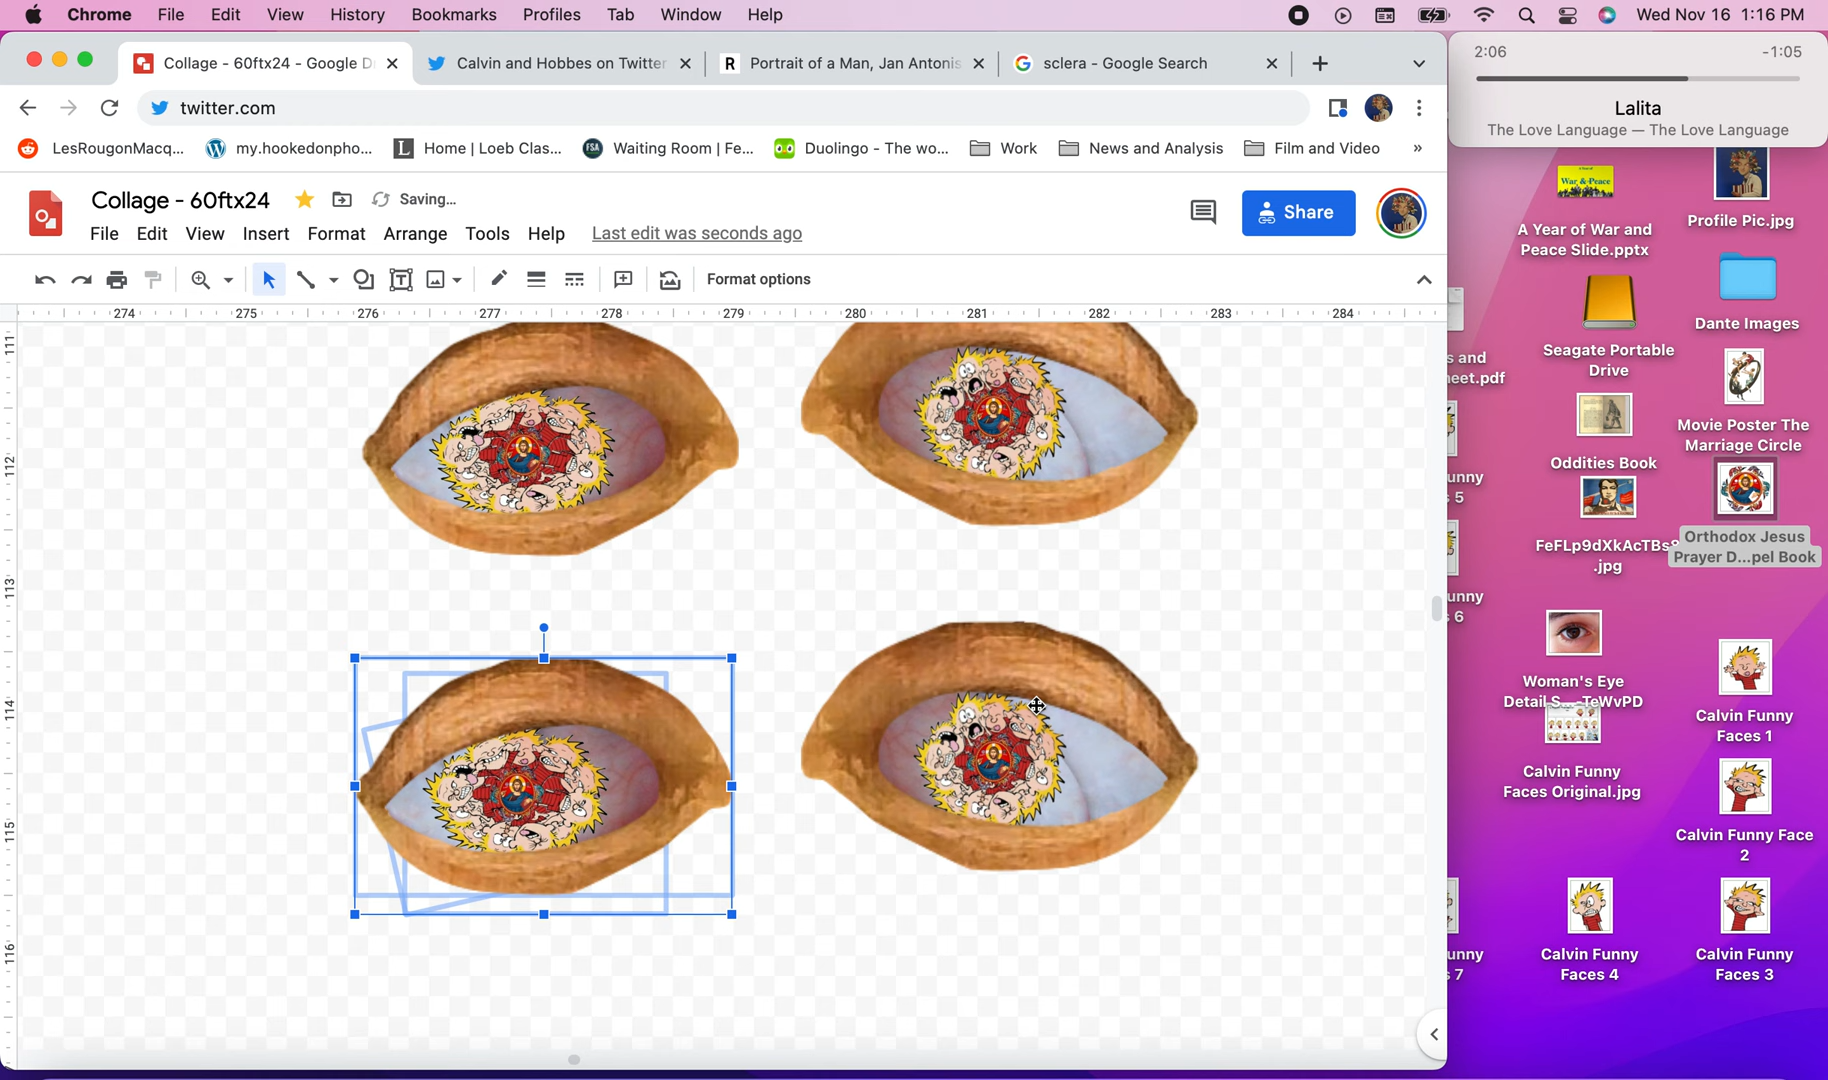 Chrome File Edit View History Bookmarks Profiles Tab Window Help Wed Nov 16 1:16 PM
Collage - 60ftx24 - Google Dr Calvin and Hobbes on Twitter Portrait of a Man, Jan Antonis sclera - Google Search
twitter.com
LesRougonMacq... my.hookedonpho... Home | Loeb Clas... FSA Waiting Room | Fe... Duolingo - The wo... Work News and Analysis Film and Video »
Collage - 60ftx24 Saving...
Share
File Edit View Insert Format Arrange Tools Help Last edit was seconds ago
Format options
274 275 276 277 278 279 280 281 282 283 284
111
112
113
114
115
116
2:06 -1:05
Lalita
The Love Language — The Love Language
War & Peace
A Year of War and
Peace Slide.pptx
Profile Pic.jpg
Dante Images
Seagate Portable
Drive
s and
heet.pdf
Movie Poster The
Marriage Circle
Oddities Book
unny
s 5
Orthodox Jesus
Prayer D...pel Book
FeFLp9dXkAcTBs
.jpg
unny
s 6
Woman's Eye
Detail S...-TeWvPD
Calvin Funny
Faces 1
Calvin Funny
Faces Original.jpg
Calvin Funny Face
2
unny
s 7
Calvin Funny
Faces 4
Calvin Funny
Faces 3